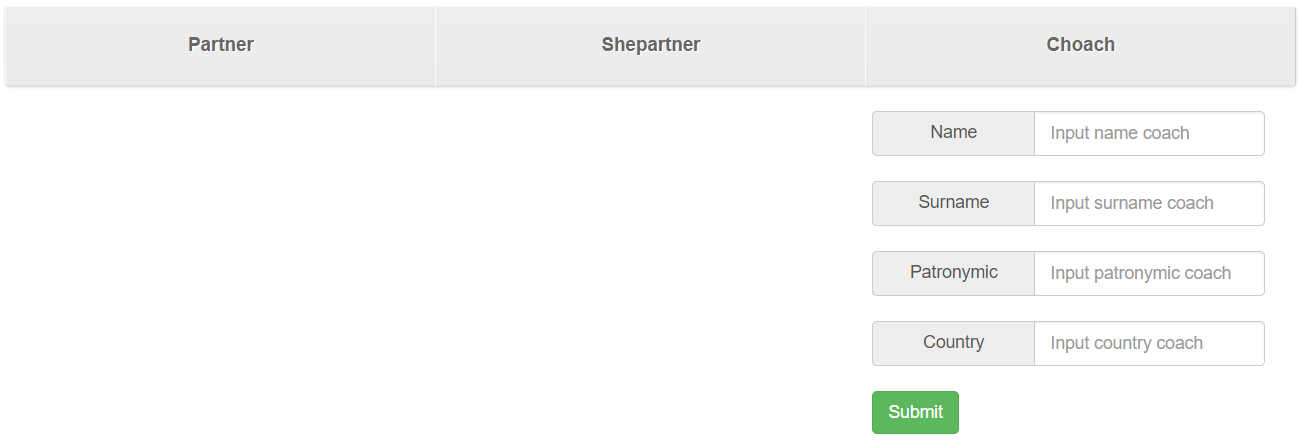 Partner Shepartner Choach
Name Input name coach
Surname Input surname coach
Patronymic Input patronymic coach
Country Input country coach
Submit